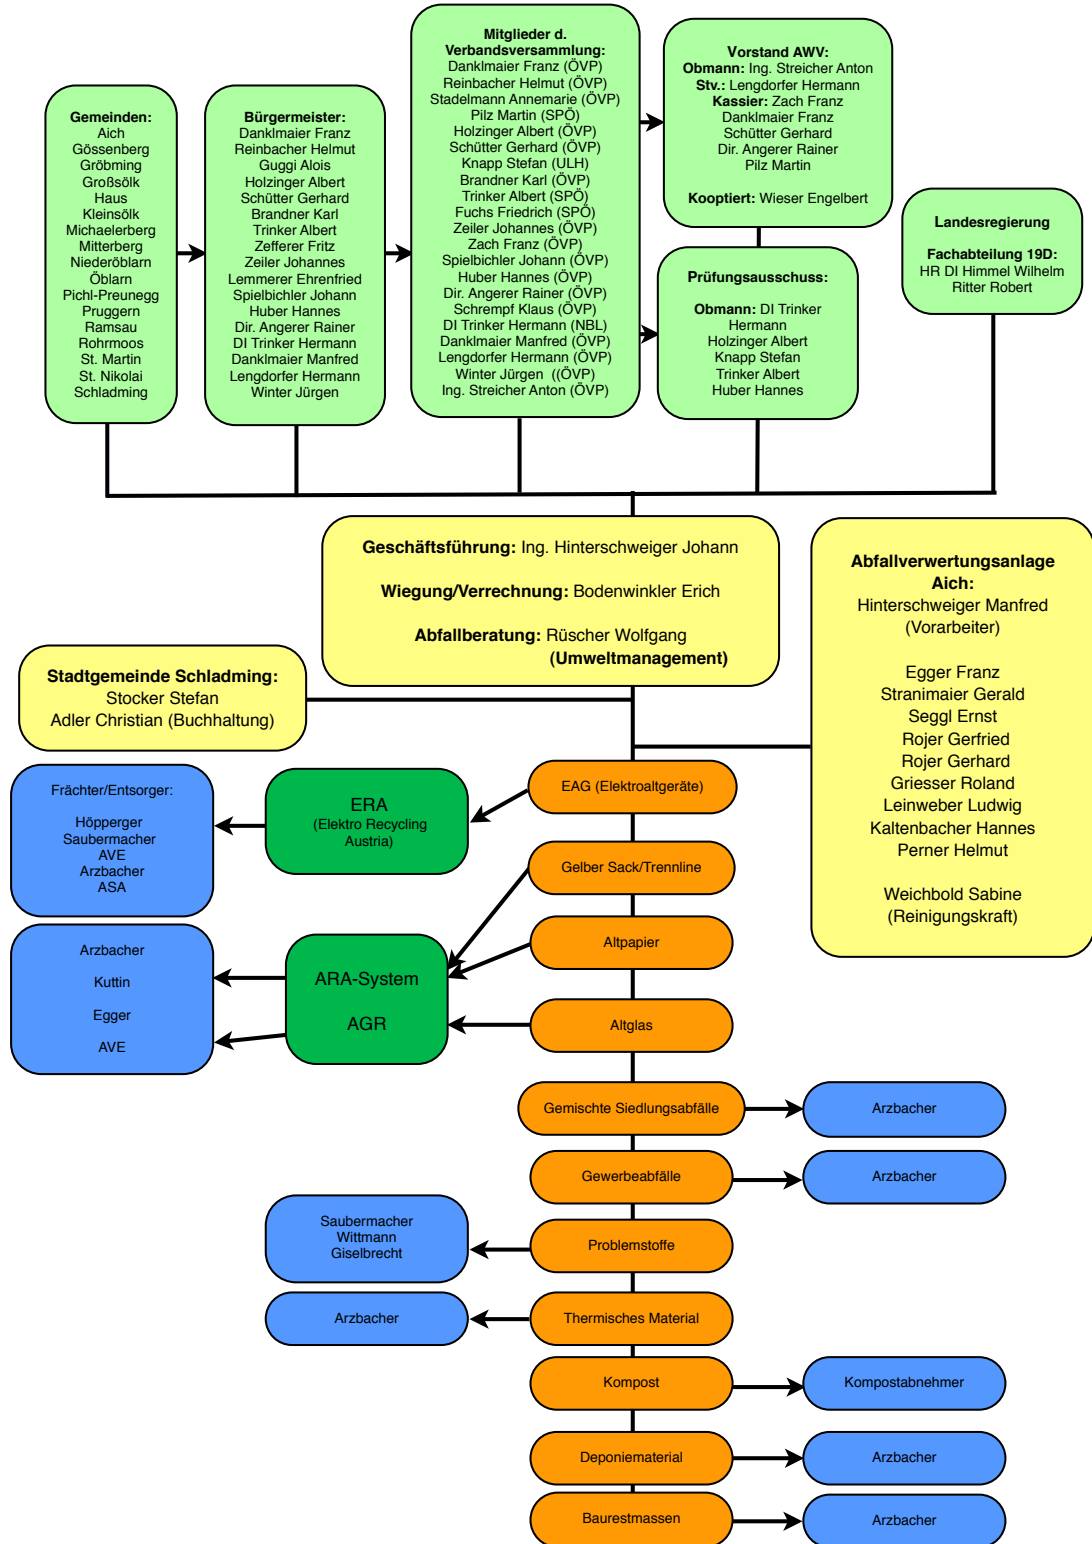 Gemeinden:
Aich
Gössenberg
Gröbming
Großsölk
Haus
Kleinsölk
Michaelerberg
Mitterberg
Niederöblarn
Öblarn
Pichl-Preunegg
Pruggern
Ramsau
Rohrmoos
St. Martin
St. Nikolai
Schladming
Bürgermeister:
Danklmaier Franz
Reinbacher Helmut
Guggi Alois
Holzinger Albert
Schütter Gerhard
Brandner Karl
Trinker Albert
Zefferer Fritz
Zeiler Johannes
Lemmerer Ehrenfried
Spielbichler Johann
Huber Hannes
Dir. Angerer Rainer
DI Trinker Hermann
Danklmaier Manfred
Lengdorfer Hermann
Winter Jürgen
Mitglieder d.
Verbandsversammlung:
Danklmaier Franz (ÖVP)
Reinbacher Helmut (ÖVP)
Stadelmann Annemarie (ÖVP)
Pilz Martin (SPÖ)
Holzinger Albert (ÖVP)
Schütter Gerhard (ÖVP)
Knapp Stefan (ULH)
Brandner Karl (ÖVP)
Trinker Albert (SPÖ)
Fuchs Friedrich (SPÖ)
Zeiler Johannes (ÖVP)
Zach Franz (ÖVP)
Spielbichler Johann (ÖVP)
Huber Hannes (ÖVP)
Dir. Angerer Rainer (ÖVP)
Schrempf Klaus (ÖVP)
DI Trinker Hermann (NBL)
Danklmaier Manfred (ÖVP)
Lengdorfer Hermann (ÖVP)
Winter Jürgen ((ÖVP)
Ing. Streicher Anton (ÖVP)
Vorstand AWV:
Obmann: Ing. Streicher Anton
Stv.: Lengdorfer Hermann
Kassier: Zach Franz
Danklmaier Franz
Schütter Gerhard
Dir. Angerer Rainer
Pilz Martin
Kooptiert: Wieser Engelbert
Prüfungsausschuss:
Obmann: DI Trinker
Hermann
Holzinger Albert
Knapp Stefan
Trinker Albert
Huber Hannes
Landesregierung
Fachabteilung 19D:
HR DI Himmel Wilhelm
Ritter Robert
Geschäftsführung: Ing. Hinterschweiger Johann
Wiegung/Verrechnung: Bodenwinkler Erich
Abfallberatung: Rüscher Wolfgang
(Umweltmanagement)
Abfallverwertungsanlage
Aich:
Hinterschweiger Manfred
(Vorarbeiter)
Egger Franz
Stranimaier Gerald
Seggl Ernst
Rojer Gerfried
Rojer Gerhard
Griesser Roland
Leinweber Ludwig
Kaltenbacher Hannes
Perner Helmut
Weichbold Sabine
(Reinigungskraft)
Stadtgemeinde Schladming:
Stocker Stefan
Adler Christian (Buchhaltung)
Frächter/Entsorger:
Höpperger
Saubermacher
AVE
Arzbacher
ASA
ERA
(Elektro Recycling
Austria)
EAG (Elektroaltgeräte)
Gelber Sack/Trennline
Arzbacher
Kuttin
Egger
AVE
ARA-System
AGR
Altpapier
Altglas
Gemischte Siedlungsabfälle
Arzbacher
Gewerbeabfälle
Arzbacher
Saubermacher
Wittmann
Giselbrecht
Problemstoffe
Arzbacher
Thermisches Material
Kompost
Kompostabnehmer
Deponiematerial
Arzbacher
Baurestmassen
Arzbacher